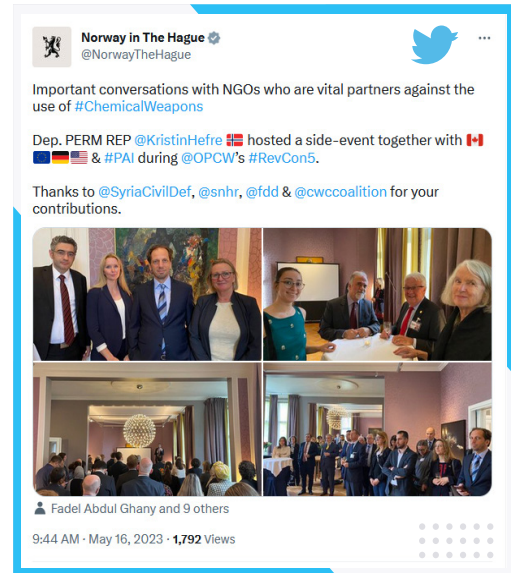 Norway in The Hague
@NorwayTheHague
Important conversations with NGOs who are vital partners against the
use of #ChemicalWeapons
Dep. PERM REP @KristinHefre 🇳🇴 hosted a side-event together with 🇨🇦
🇪🇺🇩🇪🇺🇸 & #PAI during @OPCW's #RevCon5.
Thanks to @SyriaCivilDef, @snhr, @fdd & @cwccoalition for your
contributions.
Fadel Abdul Ghany and 9 others
9:44 AM · May 16, 2023 · 1,792 Views